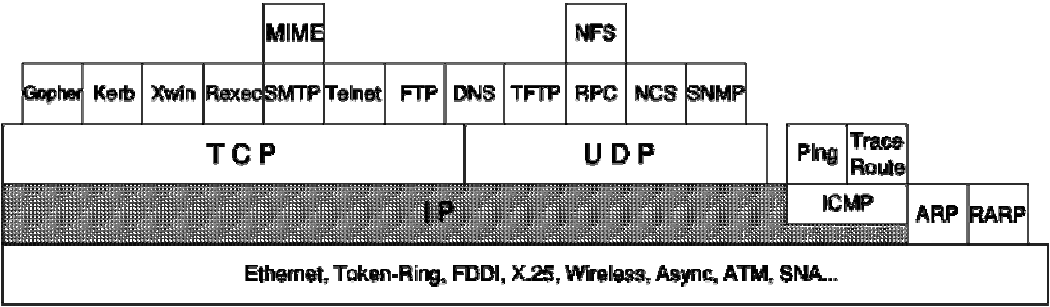 MIME NFS
Gopher Kerb Xwin Rexec SMTP Telnet FTP DNS TFTP RPC NCS SNMP
TCP UDP Ping Trace
Route
IP ICMP ARP RARP
Ethernet, Token-Ring, FDDI, X.25, Wireless, Async, ATM, SNA...